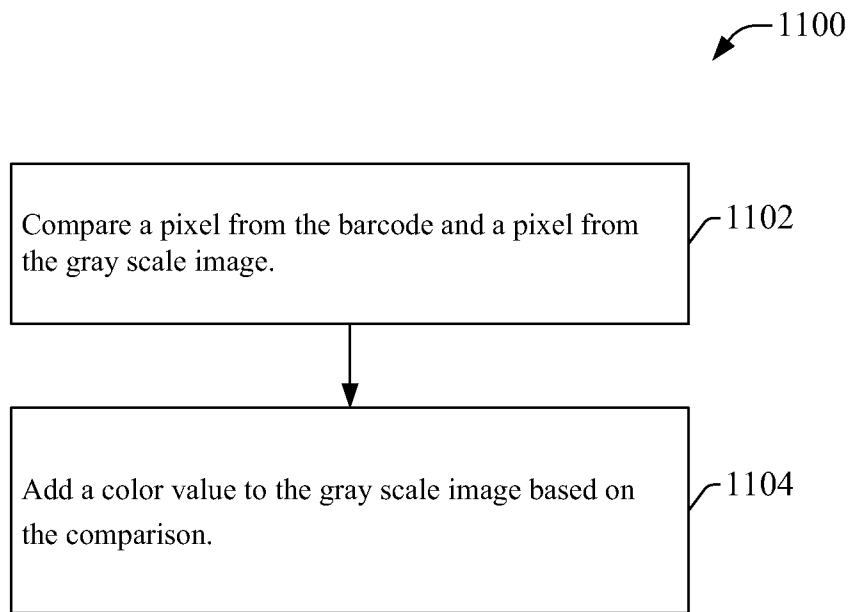 1100
Compare a pixel from the barcode and a pixel from
the gray scale image.
1102
Add a color value to the gray scale image based on
the comparison.
1104